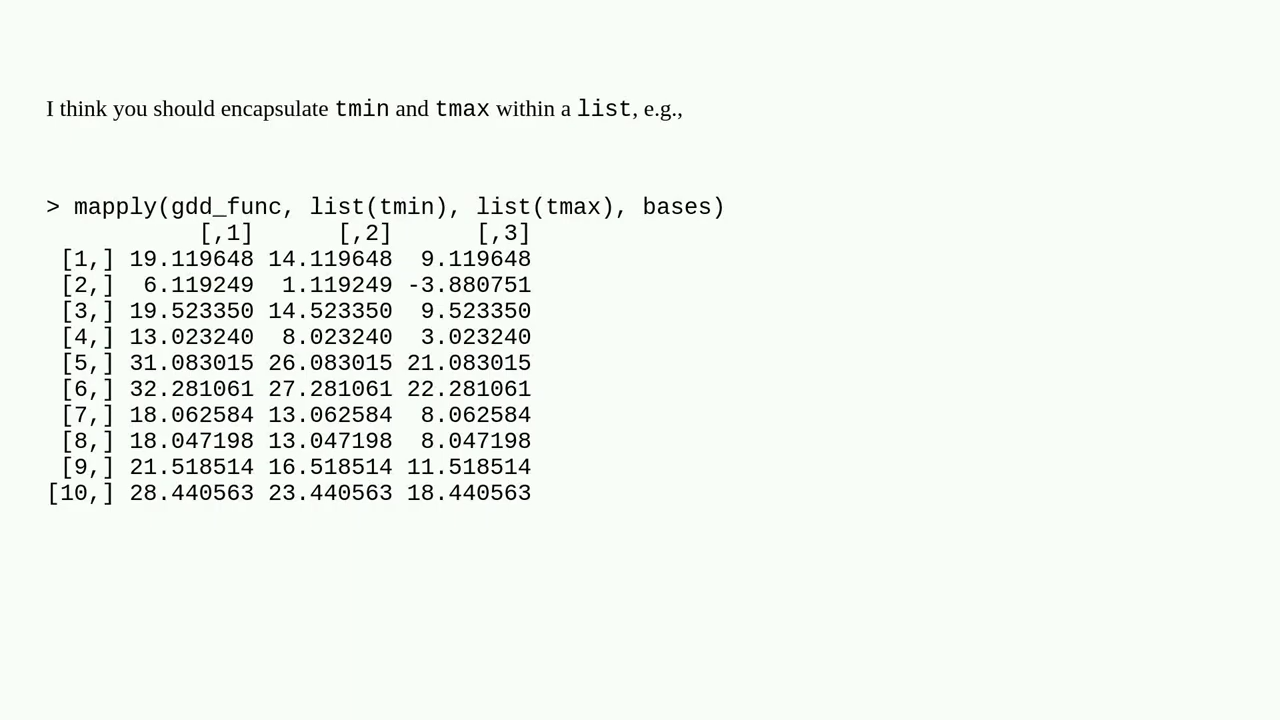 I think you should encapsulate tmin and tmax within a list, e.g.,
> mapply(gdd_func, list(tmin), list(tmax), bases)
           [,1]      [,2]      [,3]
 [1,] 19.119648 14.119648  9.119648
 [2,]  6.119249  1.119249 -3.880751
 [3,] 19.523350 14.523350  9.523350
 [4,] 13.023240  8.023240  3.023240
 [5,] 31.083015 26.083015 21.083015
 [6,] 32.281061 27.281061 22.281061
 [7,] 18.062584 13.062584  8.062584
 [8,] 18.047198 13.047198  8.047198
 [9,] 21.518514 16.518514 11.518514
[10,] 28.440563 23.440563 18.440563